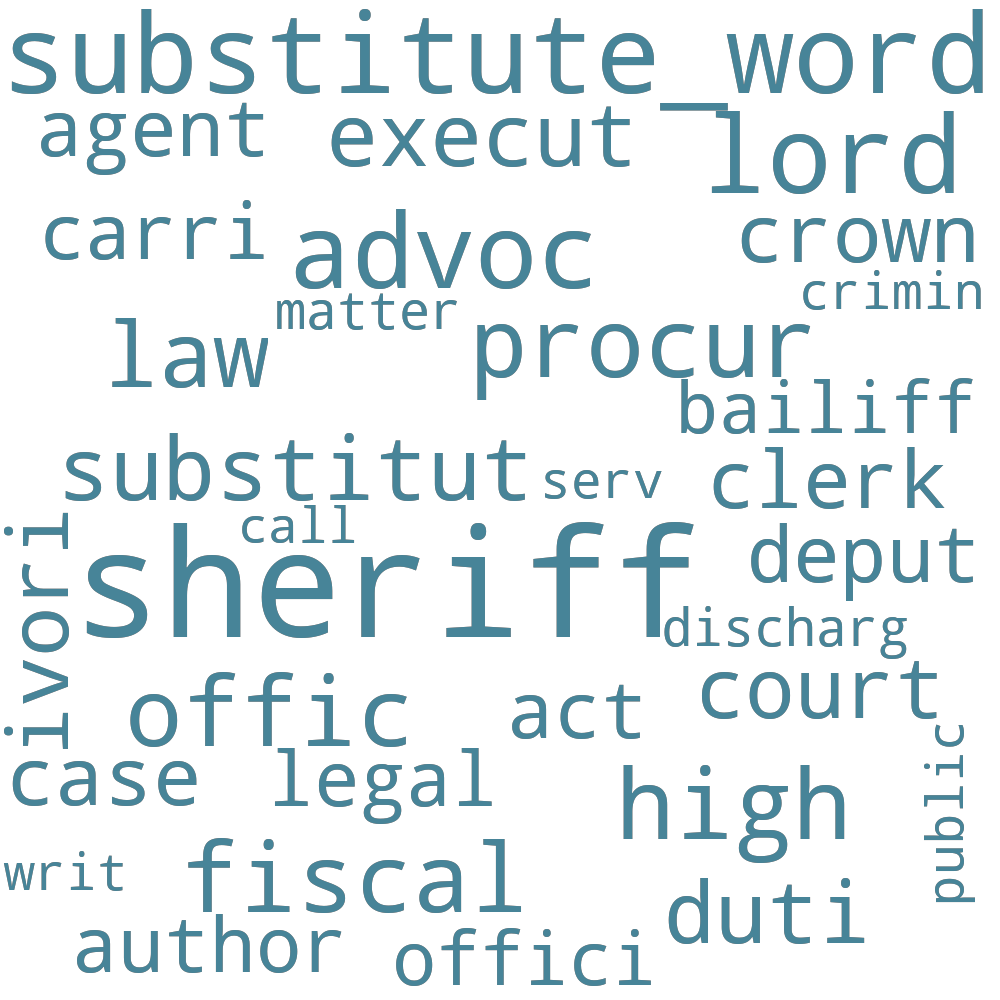 substitute_word
agent execut lord
carri advoc crown
matter crimin
law procur
bailiff
substitut serv clerk
call
ivori sheriff deput
discharg
offic act court
case legal high public
writ fiscal duti
author offici